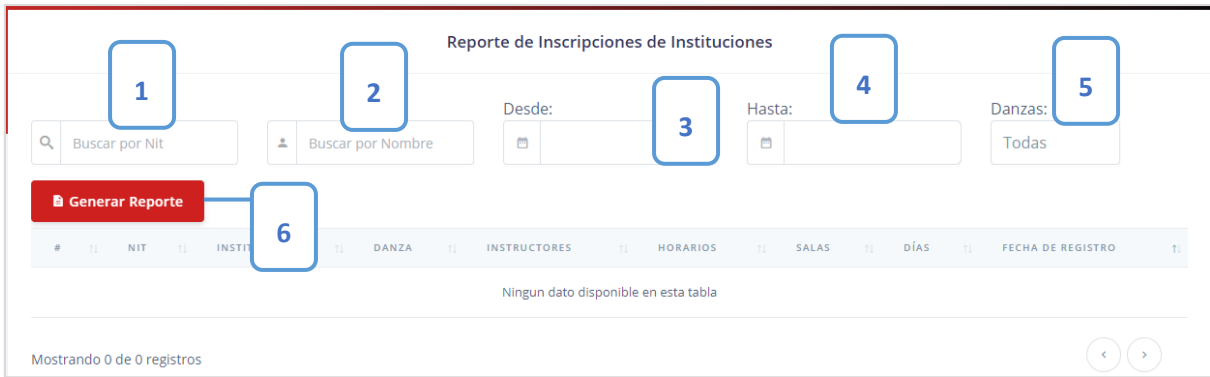 Reporte de Inscripciones de Instituciones
1
2
3
4
5
Desde:
Hasta:
Danzas:
Buscar por Nit
Buscar por Nombre
Todas
Generar Reporte
6
# NIT INSTIT DANZA INSTRUCTORES HORARIOS SALAS DÍAS FECHA DE REGISTRO
Ningun dato disponible en esta tabla
Mostrando 0 de 0 registros